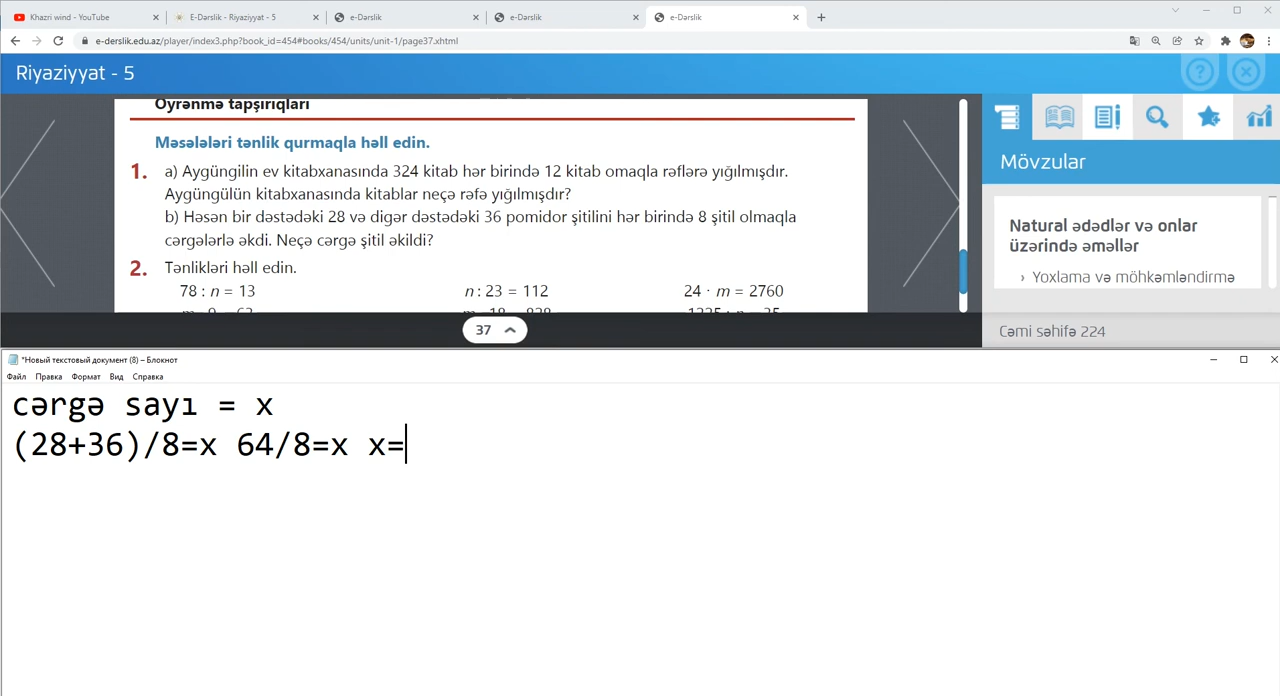 Khazri wind - YouTube
E-Dərslik - Riyaziyyat - 5
e-Dərslik
e-Dərslik
e-Dərslik
e-derslik.edu.az/player/index3.php?book_id=454#books/454/units/unit-1/page37.xhtml
Riyaziyyat - 5
Öyrənmə tapşırıqları
Məsələləri tənlik qurmaqla həll edin.
1. a) Aygüngilin ev kitabxanasında 324 kitab hər birində 12 kitab omaqla rəflərə yığılmışdır.
Aygüngülün kitabxanasında kitablar neçə rəfə yığılmışdır?
b) Həsən bir dəstədəki 28 və digər dəstədəki 36 pomidor şitilini hər birində 8 şitil olmaqla
cərgələrlə əkdi. Neçə cərgə şitil əkildi?
2. Tənlikləri həll edin.
78 : n = 13 n : 23 = 112 24 · m = 2760
37
Mövzular
Natural ədədlər və onlar
üzərində əməllər
› Yoxlama və möhkəmləndirmə
Cəmi səhifə 224
*Новый текстовый документ (8) – Блокнот
Файл Правка Формат Вид Справка
cərgə sayı = x
(28+36)/8=x 64/8=x x=